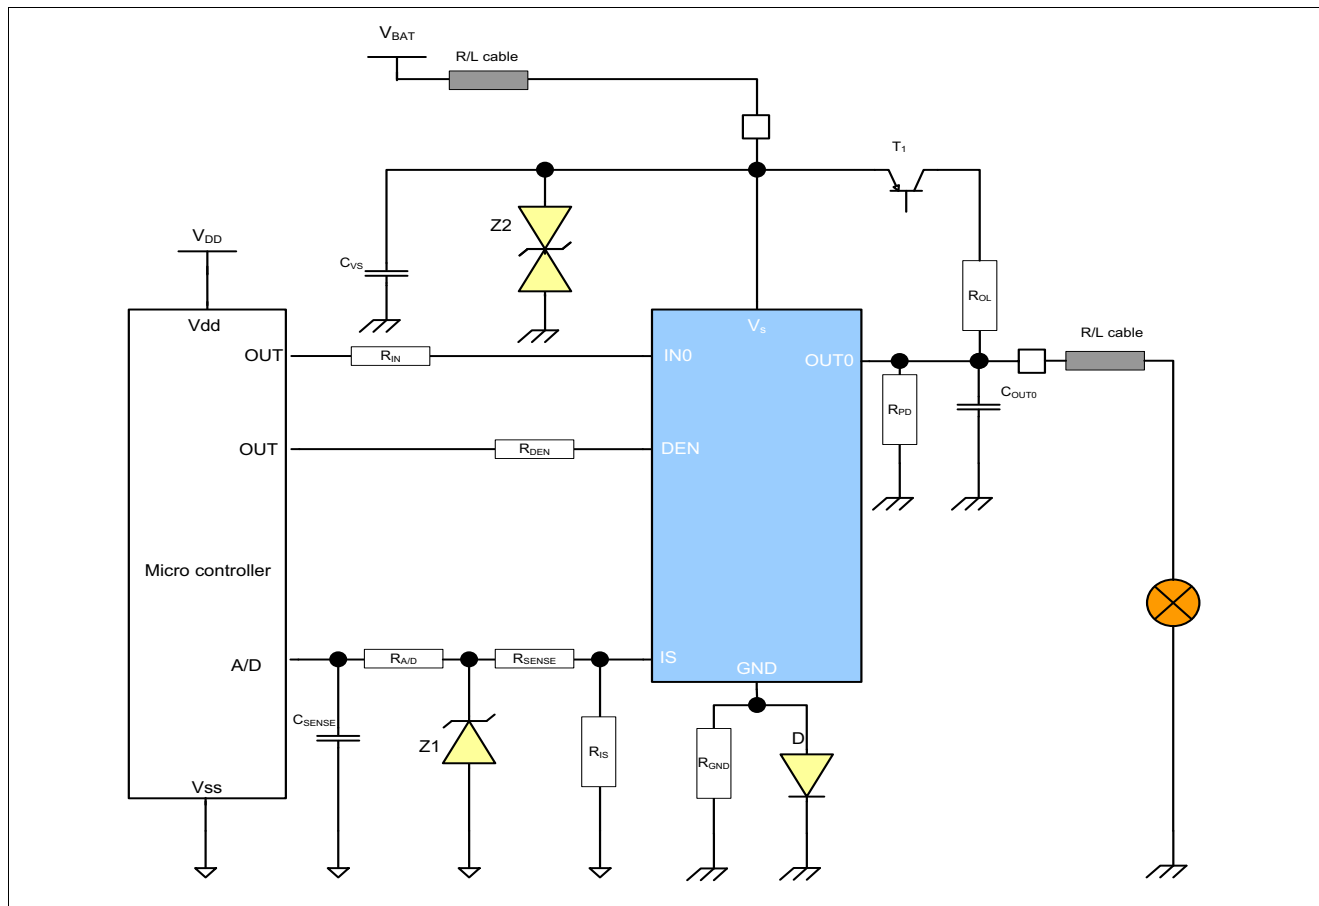 VBAT
R/L cable
T1
Z2
VDD
CVS
ROL
Vdd
Vs
R/L cable
OUT
RIN
IN0
OUT0
COUT0
RPD
OUT
RDEN
DEN
Micro controller
A/D
RA/D
RSENSE
IS
GND
CSENSE
Z1
RIS
RGND
D
Vss